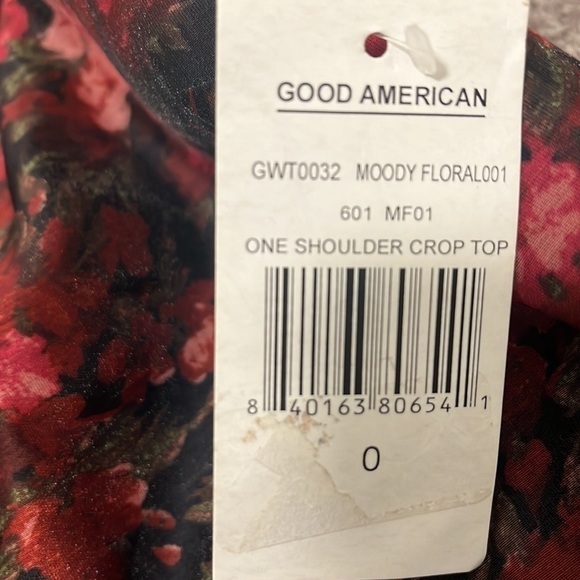 GOOD AMERICAN
GWT0032 MOODY FLORAL001
601 MF01
ONE SHOULDER CROP TOP
8 40163 80654 1
0